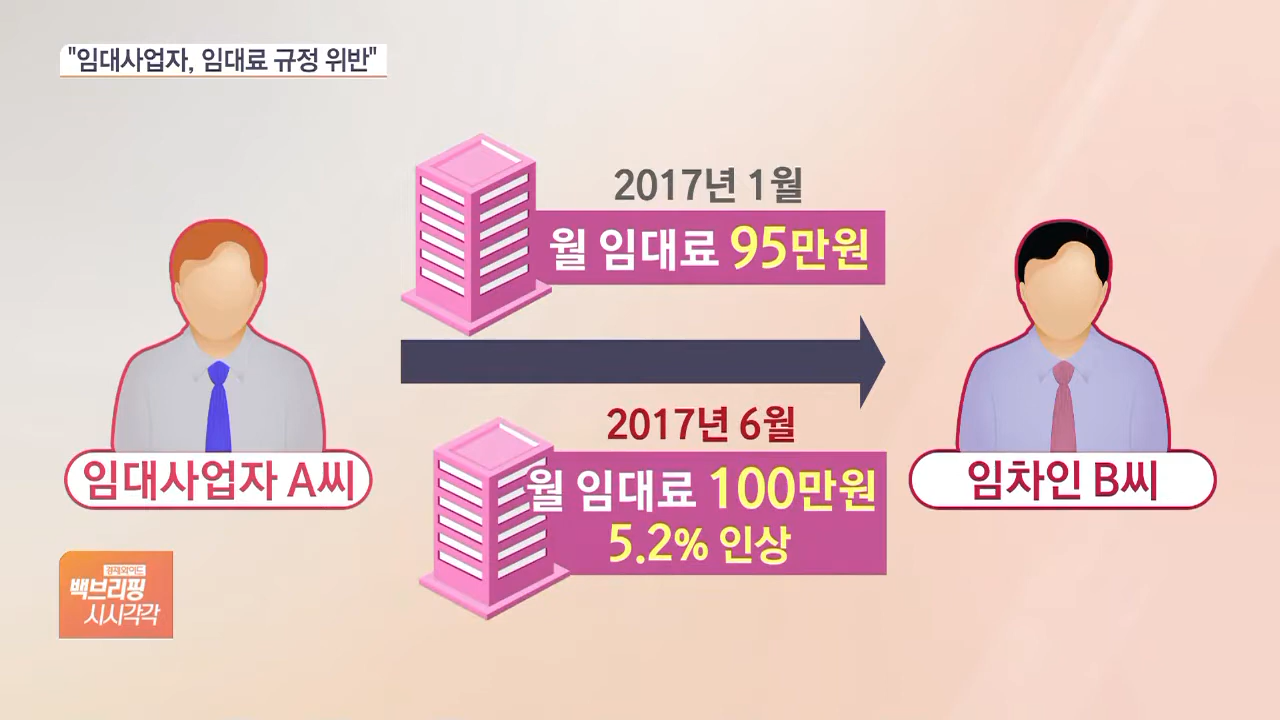 "임대사업자, 임대료 규정 위반"
2017년 1월
월 임대료 95만원
2017년 6월
월 임대료 100만원
5.2% 인상
임대사업자 A씨
임차인 B씨
경제와이드
백브리핑
시시각각